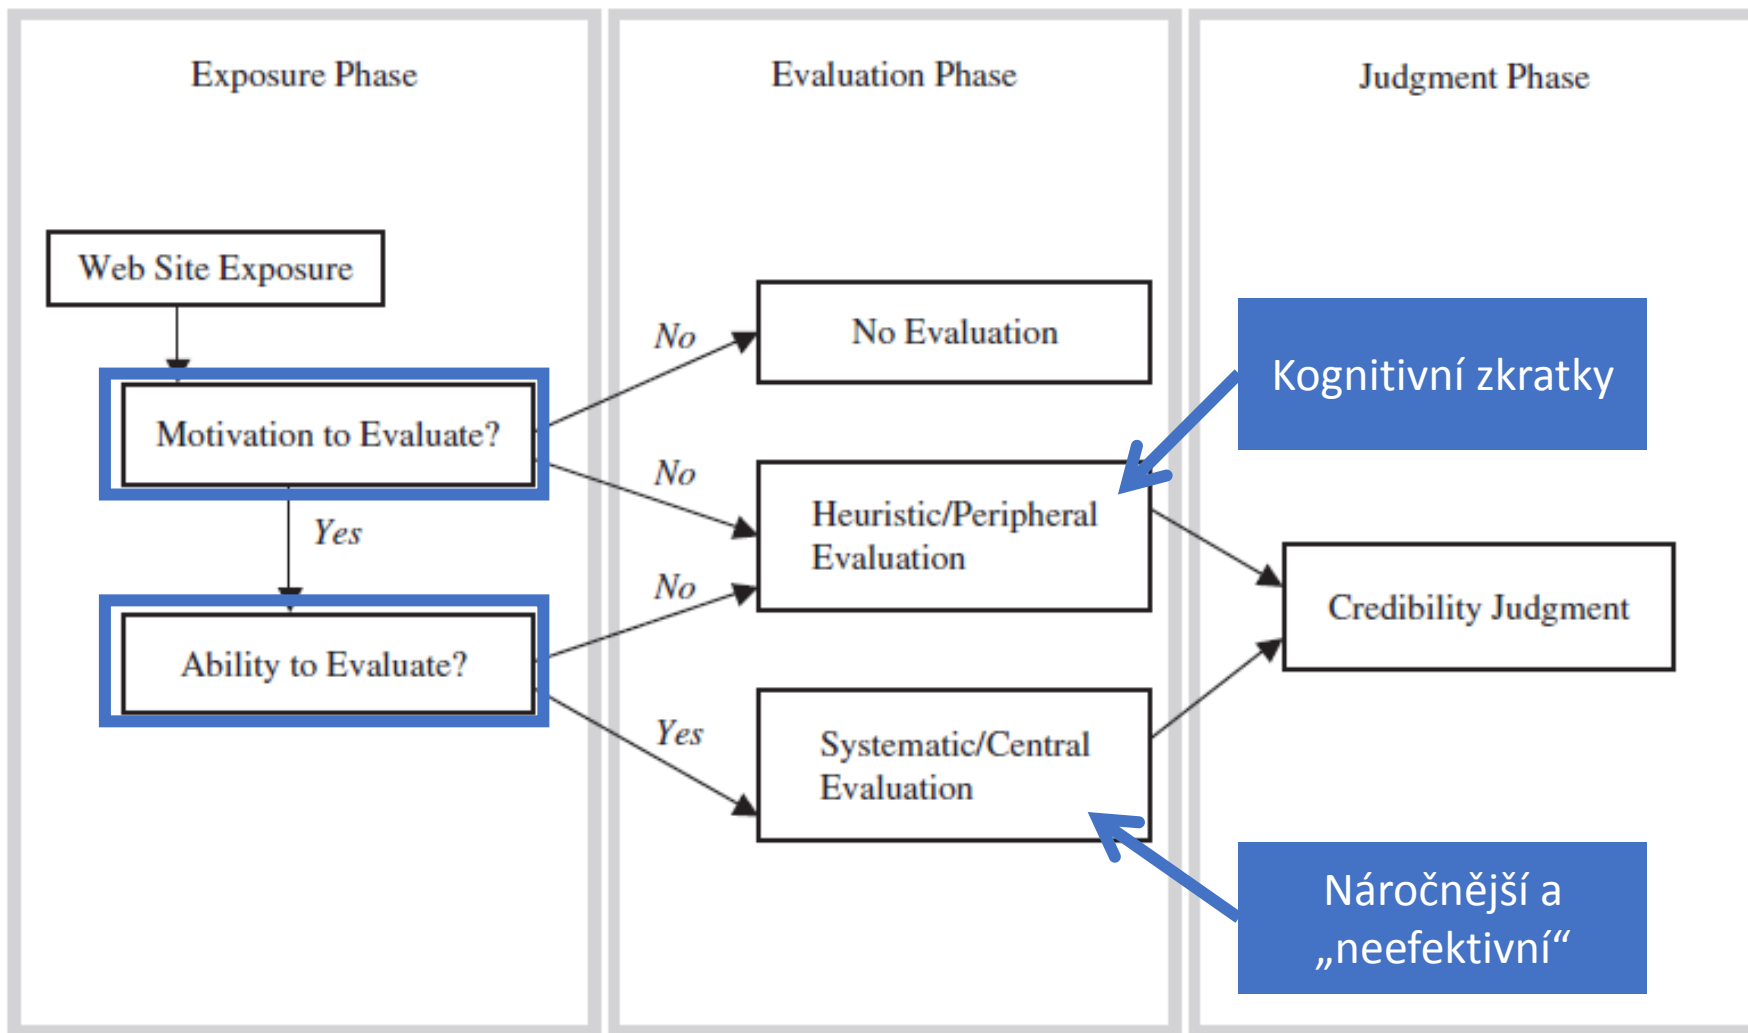 Exposure Phase
Evaluation Phase
Judgment Phase
Web Site Exposure
Motivation to Evaluate?
Yes
Ability to Evaluate?
No
No
No
Yes
No Evaluation
Heuristic/Peripheral
Evaluation
Systematic/Central
Evaluation
Kognitivní zkratky
Credibility Judgment
Náročnější a
„neefektivní“